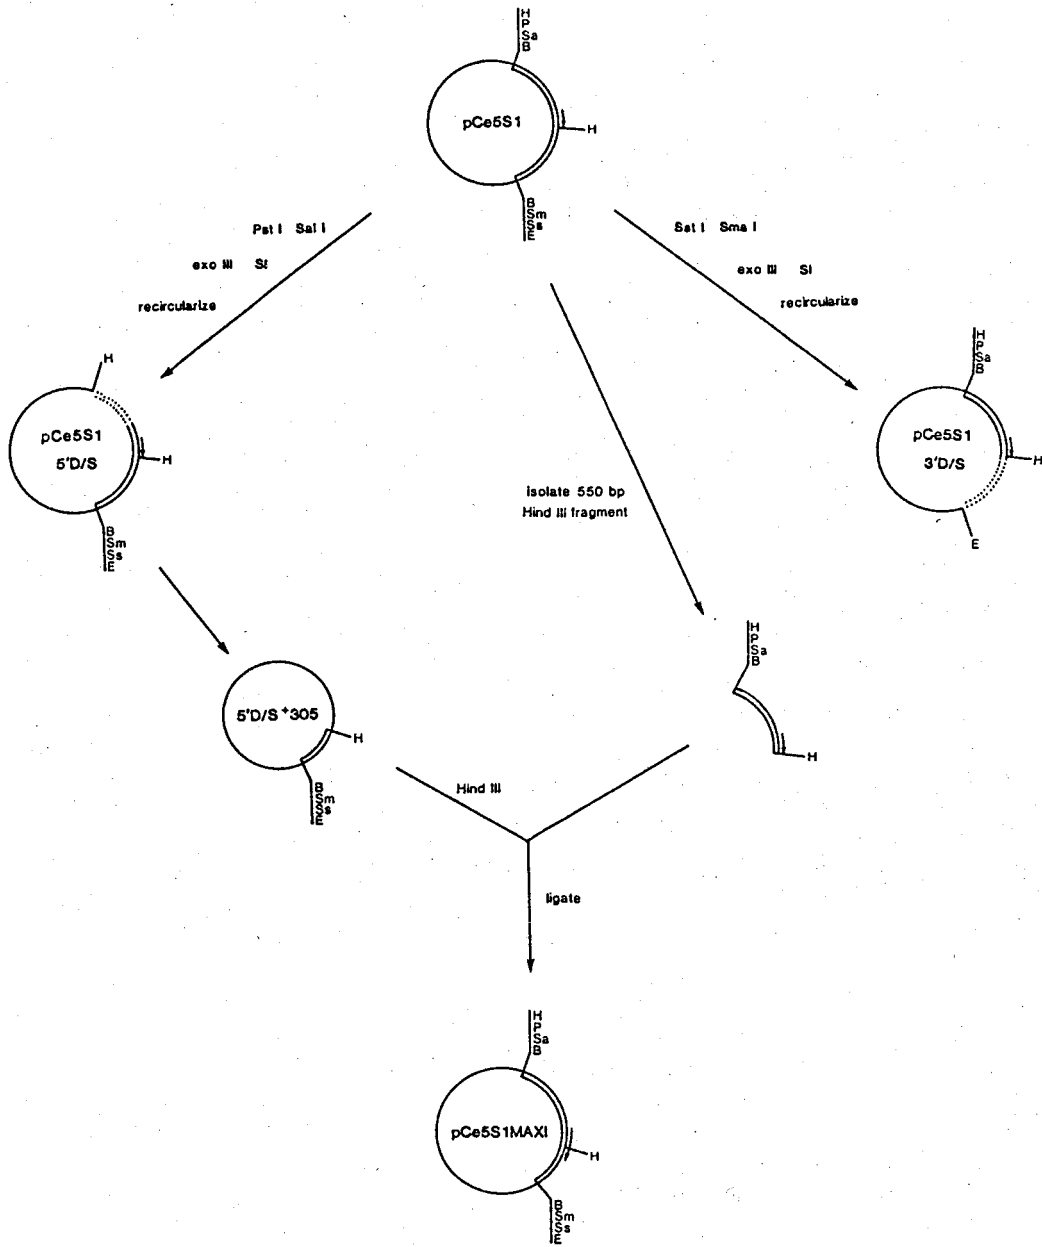 H
P
Sa
B
pCe5S1
H
B
Sm
Ss
E
Pst I Sal I
exo III S1
recircularize
Sst I Sma I
exo III S1
recircularize
H
pCe5S1
5'D/S
H
B
Sm
Ss
E
H
P
Sa
B
pCe5S1
3'D/S
H
E
isolate 550 bp
Hind III fragment
H
P
Sa
B
H
5'D/S +305
H
B
Sm
Ss
E
Hind III
ligate
H
P
Sa
B
pCe5S1MAXI
H
B
Sm
Ss
E